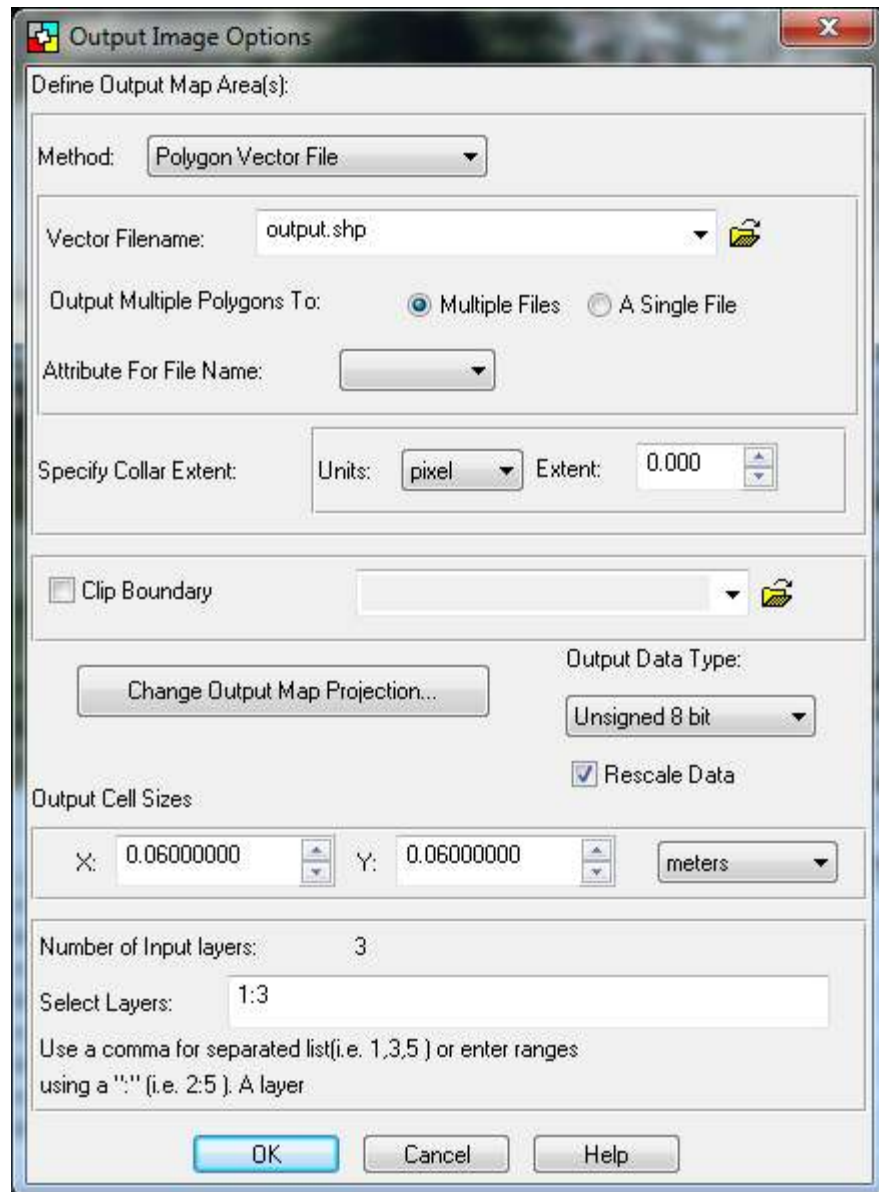 Output Image Options
Define Output Map Area(s):
Method: Polygon Vector File
Vector Filename: output.shp
Output Multiple Polygons To: Multiple Files A Single File
Attribute For File Name:
Specify Collar Extent: Units: pixel Extent: 0.000
Clip Boundary
Output Data Type:
Change Output Map Projection...
Unsigned 8 bit
Rescale Data
Output Cell Sizes
X: 0.06000000 Y: 0.06000000 meters
Number of Input layers: 3
Select Layers: 1:3
Use a comma for separated list(i.e. 1,3,5 ) or enter ranges
using a ":" (i.e. 2:5 ). A layer
OK Cancel Help